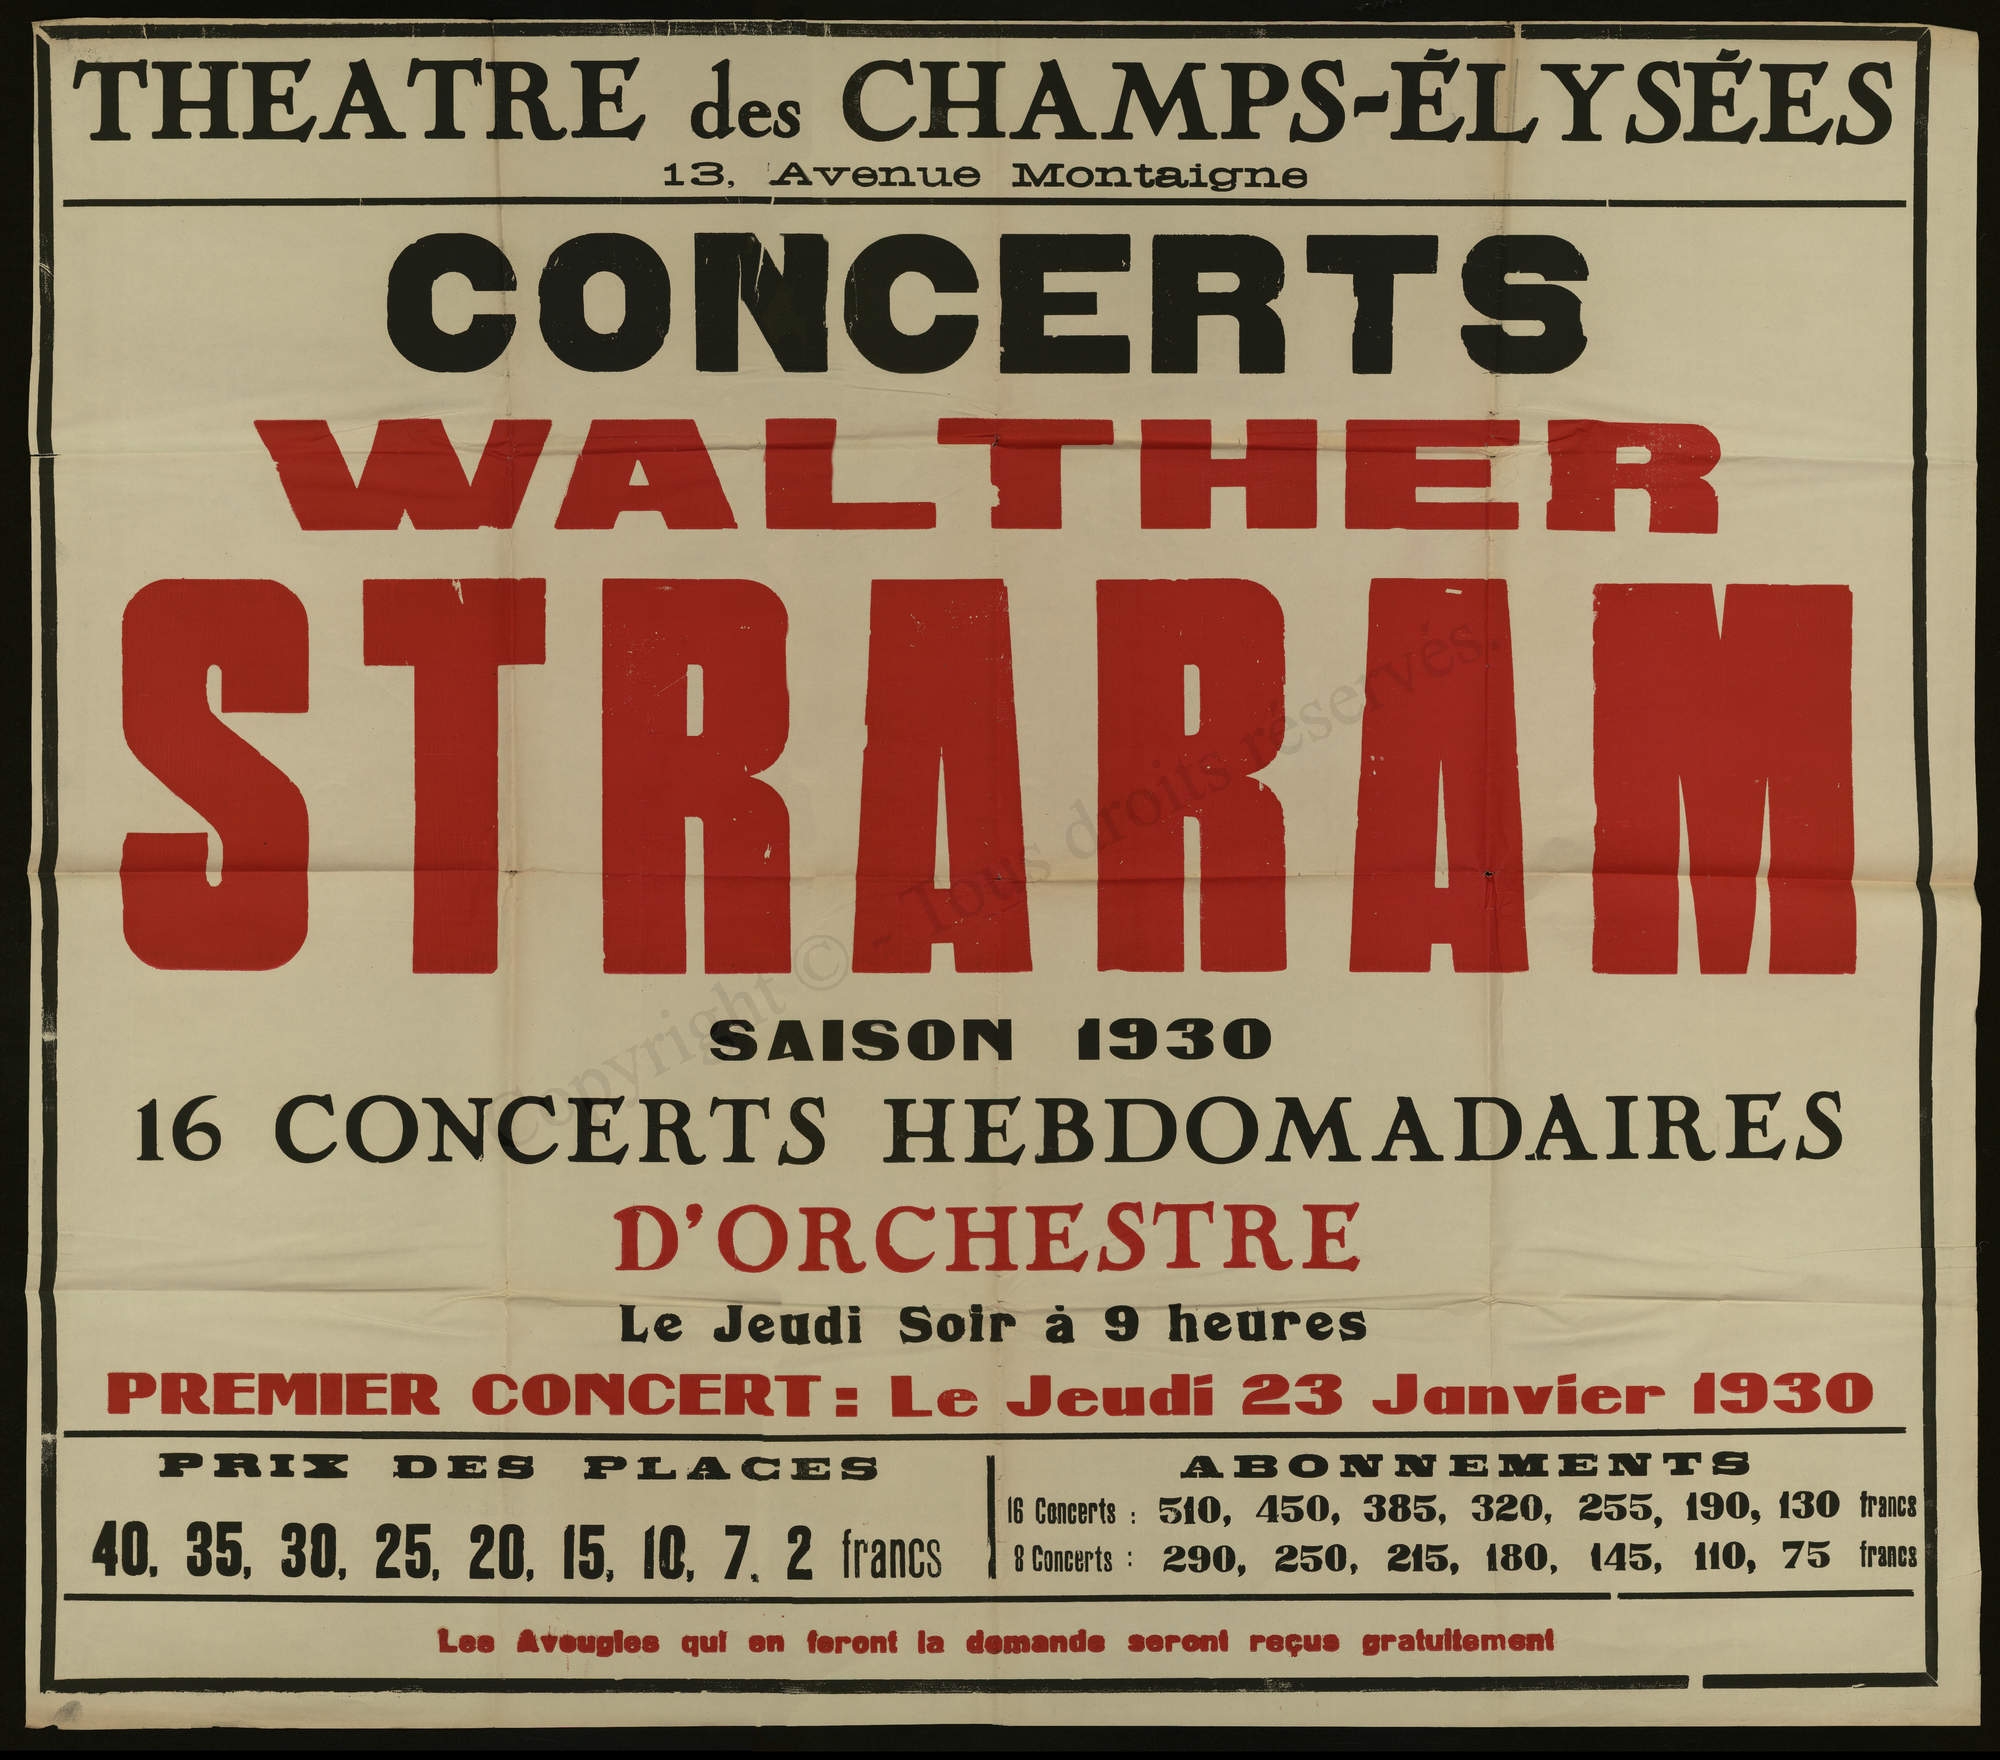 THEATRE des CHAMPS-ÉLYSÉES
13, Avenue Montaigne
CONCERTS
WALTHER
STRARAM
Copyright © - Tous droits réservés.
SAISON 1930
16 CONCERTS HEBDOMADAIRES
D'ORCHESTRE
Le Jeudi Soir à 9 heures
PREMIER CONCERT : Le Jeudi 23 Janvier 1930
PRIX DES PLACES
40, 35, 30, 25, 20, 15, 10, 7, 2 francs
ABONNEMENTS
16 Concerts : 510, 450, 385, 320, 255, 190, 130 francs
8 Concerts : 290, 250, 215, 180, 145, 110, 75 francs
Les Aveugles qui en feront la demande seront reçus gratuitement